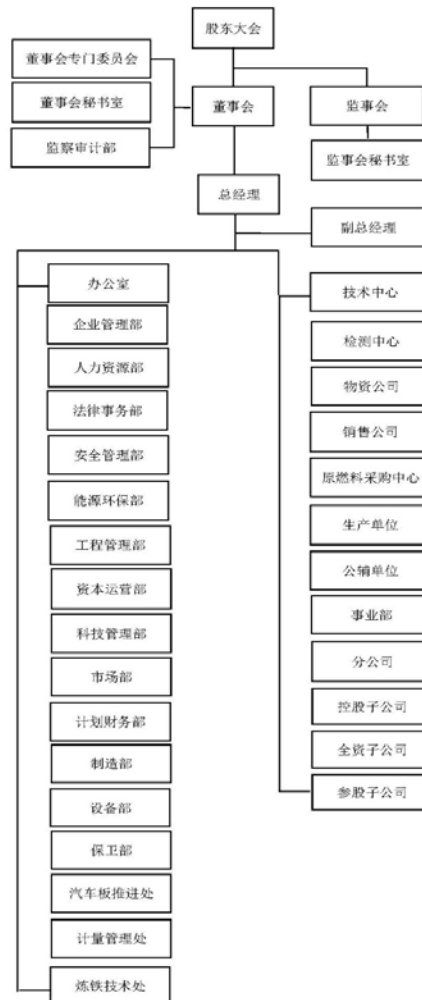 股东大会
董事会专门委员会
董事会秘书室
监察审计部
董事会
监事会
监事会秘书室
总经理
副总经理
办公室
企业管理部
人力资源部
法律事务部
安全管理部
能源环保部
工程管理部
资本运营部
科技管理部
市场部
计划财务部
制造部
设备部
保卫部
汽车板推进处
计量管理处
炼铁技术处
技术中心
检测中心
物资公司
销售公司
原燃料采购中心
生产单位
公辅单位
事业部
分公司
控股子公司
全资子公司
参股子公司